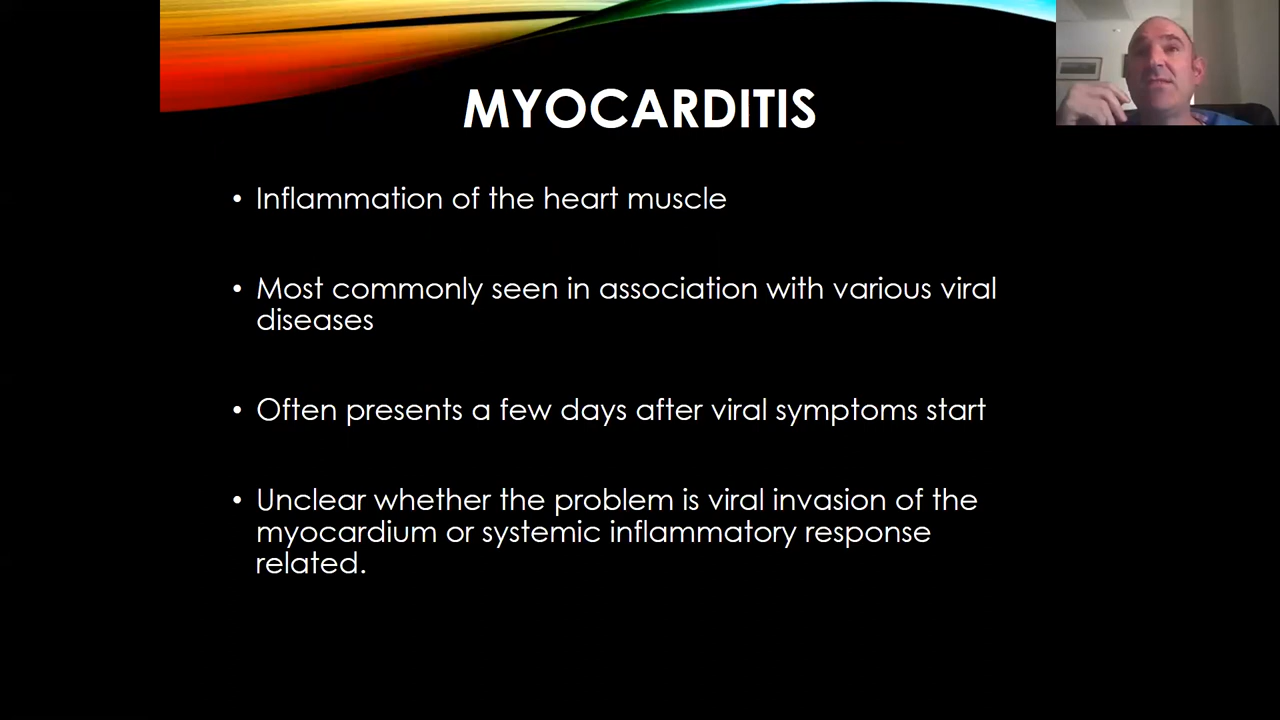 MYOCARDITIS
• Inflammation of the heart muscle
• Most commonly seen in association with various viral
diseases
• Often presents a few days after viral symptoms start
• Unclear whether the problem is viral invasion of the
myocardium or systemic inflammatory response
related.